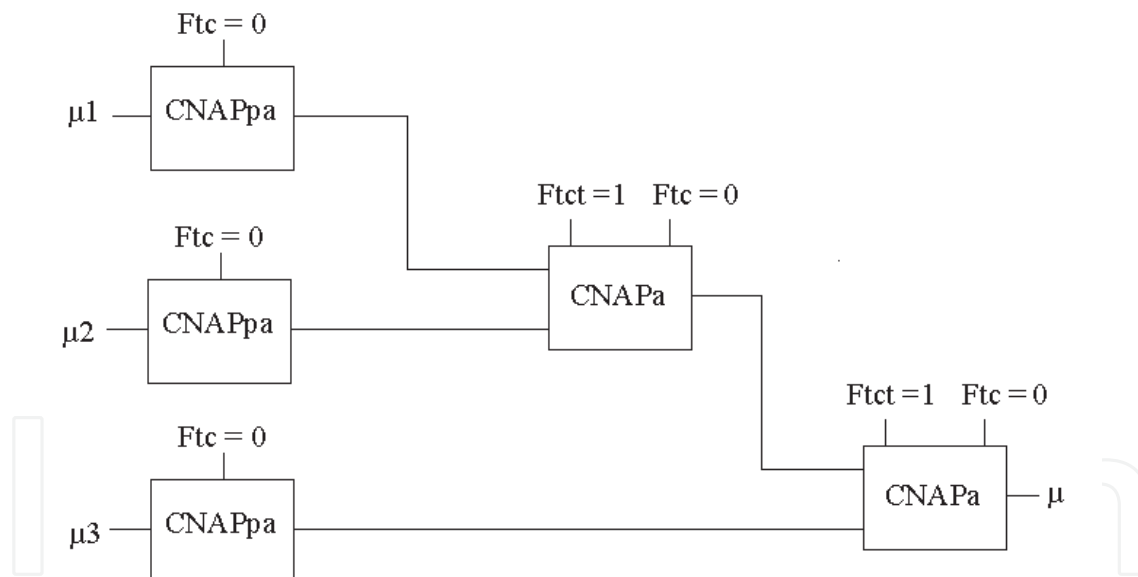 Ftc = 0
μ1
CNAPpa
Ftct =1 Ftc = 0
Ftc = 0
CNAPa
μ2
CNAPpa
Ftct =1 Ftc = 0
Ftc = 0
CNAPa
μ
μ3
CNAPpa